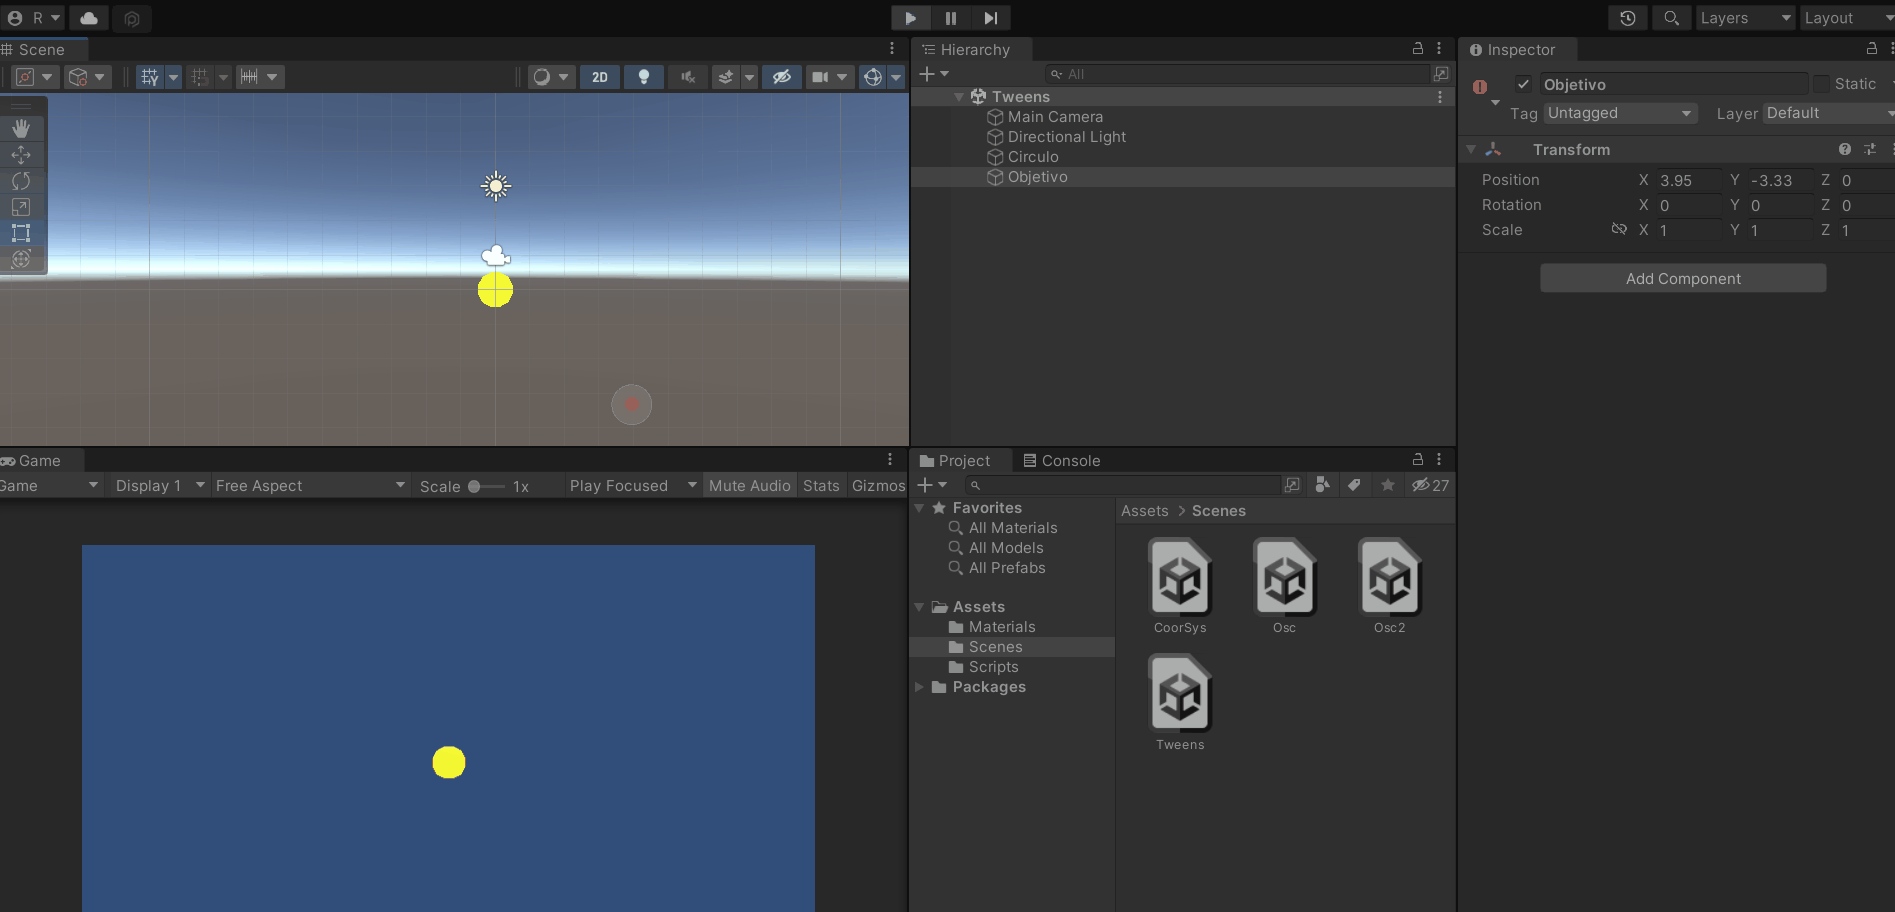 R
Layers
Layout
Scene
2D
Hierarchy
All
Tweens
Main Camera
Directional Light
Circulo
Objetivo
Inspector
Objetivo
Static
Tag
Untagged
Layer
Default
Transform
Position
X 3.95 Y -3.33 Z 0
Rotation
X 0 Y 0 Z 0
Scale
X 1 Y 1 Z 1
Add Component
Game
Game
Display 1
Free Aspect
Scale
1x
Play Focused
Mute Audio
Stats
Gizmos
Project
Console
27
Favorites
All Materials
All Models
All Prefabs
Assets
Materials
Scenes
Scripts
Packages
Assets > Scenes
CoorSys
Osc
Osc2
Tweens